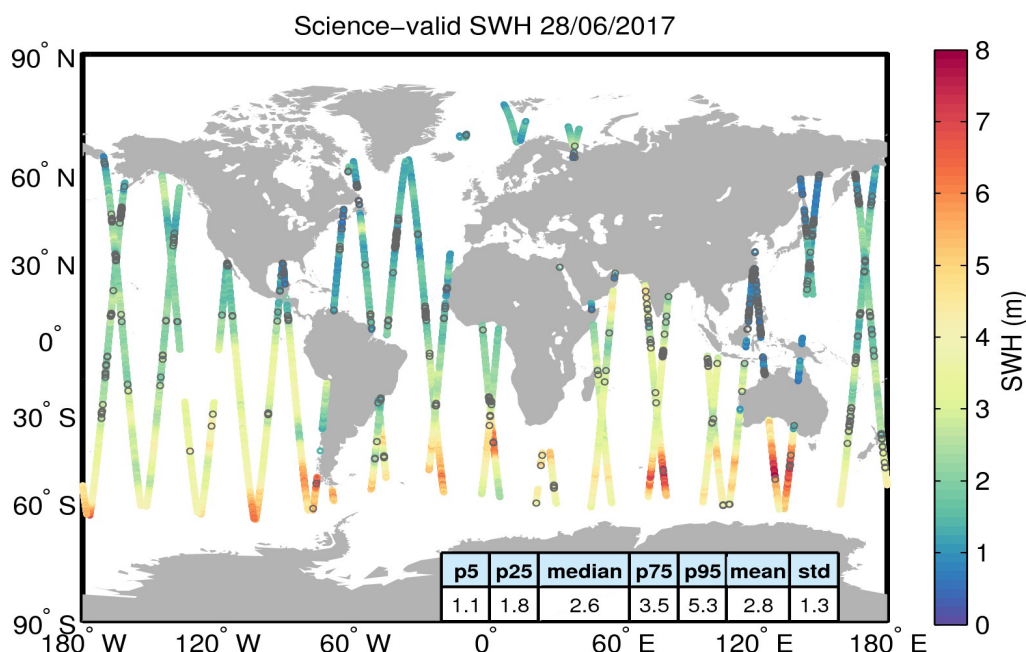 Science–valid SWH 28/06/2017
90° N
60° N
30° N
0°
30° S
60° S
90° S
180° W
120° W
60° W
0°
60° E
120° E
180° E
8
7
6
5
4
3
2
1
0
SWH (m)
p5 p25 median p75 p95 mean std
1.1 1.8 2.6 3.5 5.3 2.8 1.3